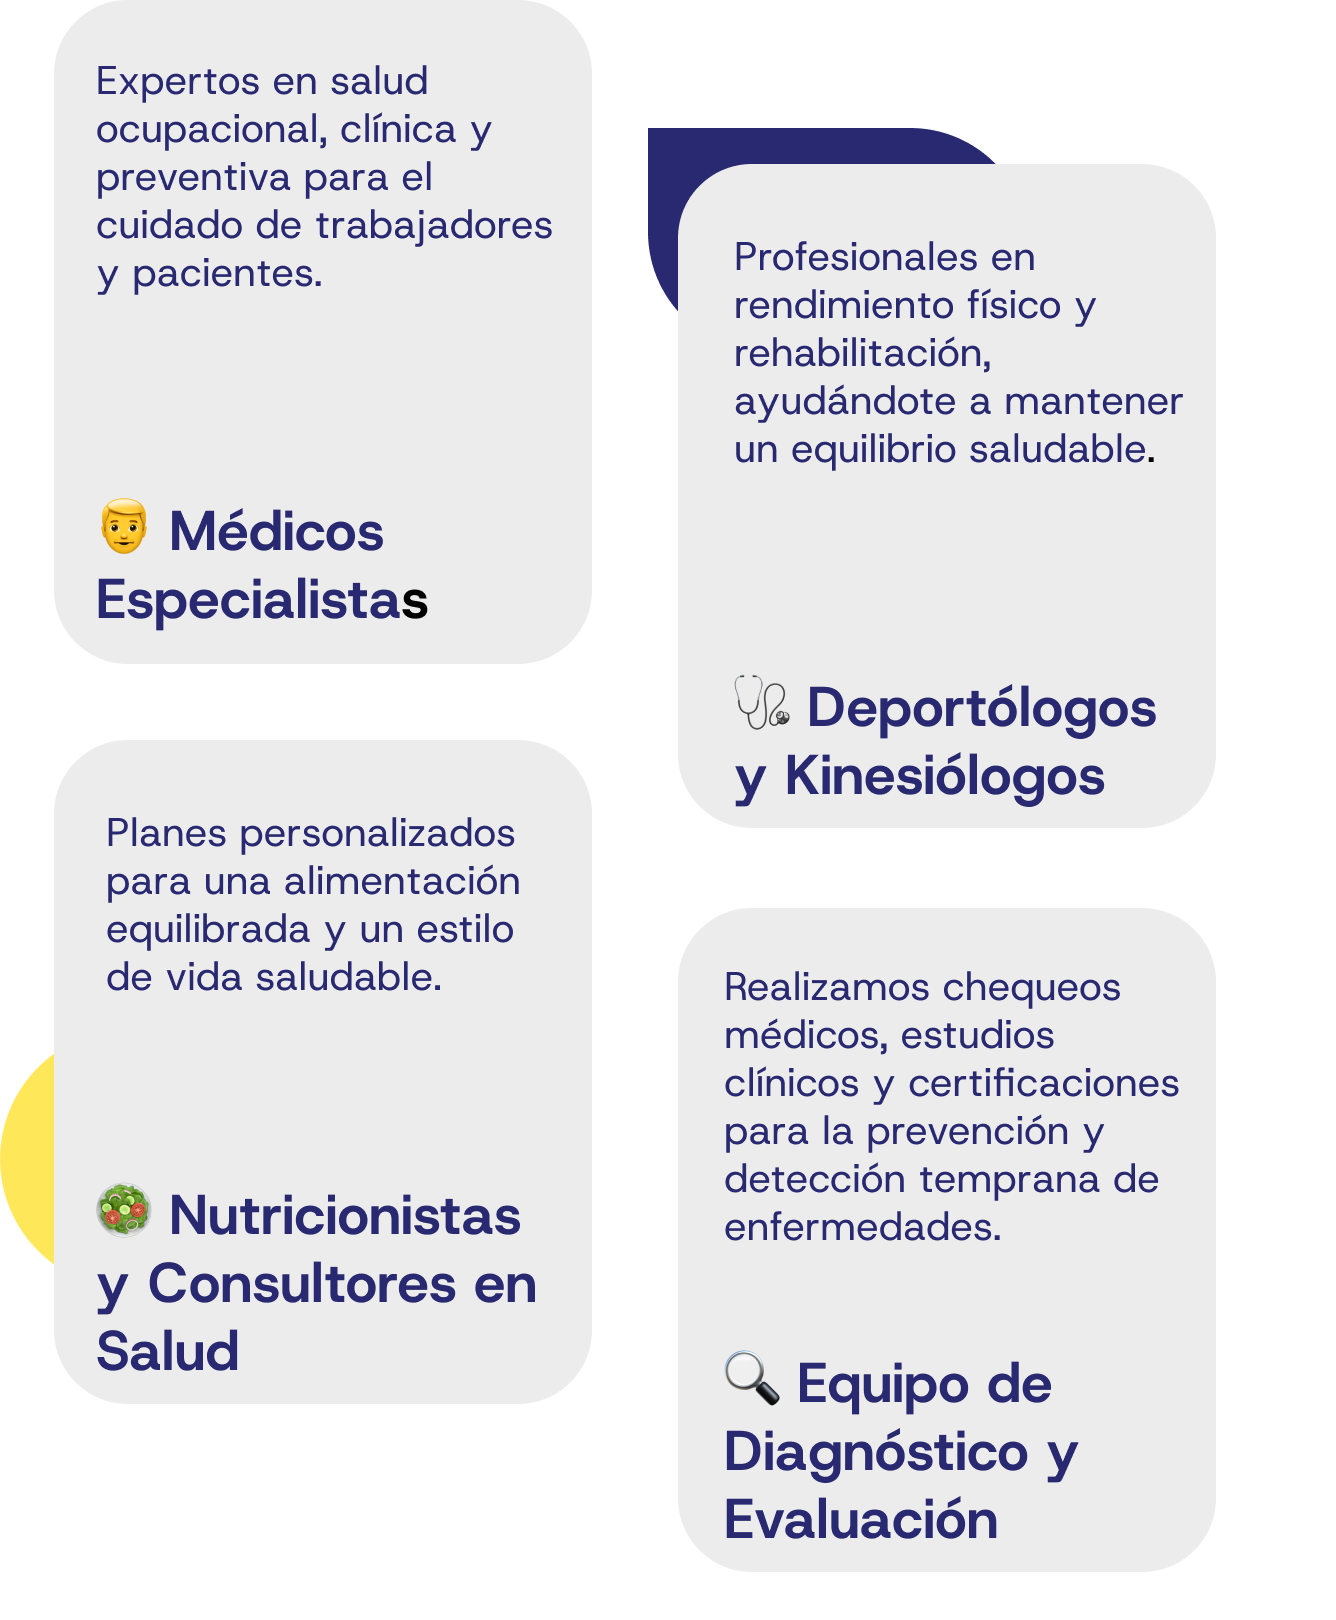 Expertos en salud
ocupacional, clínica y
preventiva para el
cuidado de trabajadores
y pacientes.
👨 Médicos
Especialistas
Profesionales en
rendimiento físico y
rehabilitación,
ayudándote a mantener
un equilibrio saludable.
🩺 Deportólogos
y Kinesiólogos
Planes personalizados
para una alimentación
equilibrada y un estilo
de vida saludable.
🥗 Nutricionistas
y Consultores en
Salud
Realizamos chequeos
médicos, estudios
clínicos y certificaciones
para la prevención y
detección temprana de
enfermedades.
🔍 Equipo de
Diagnóstico y
Evaluación